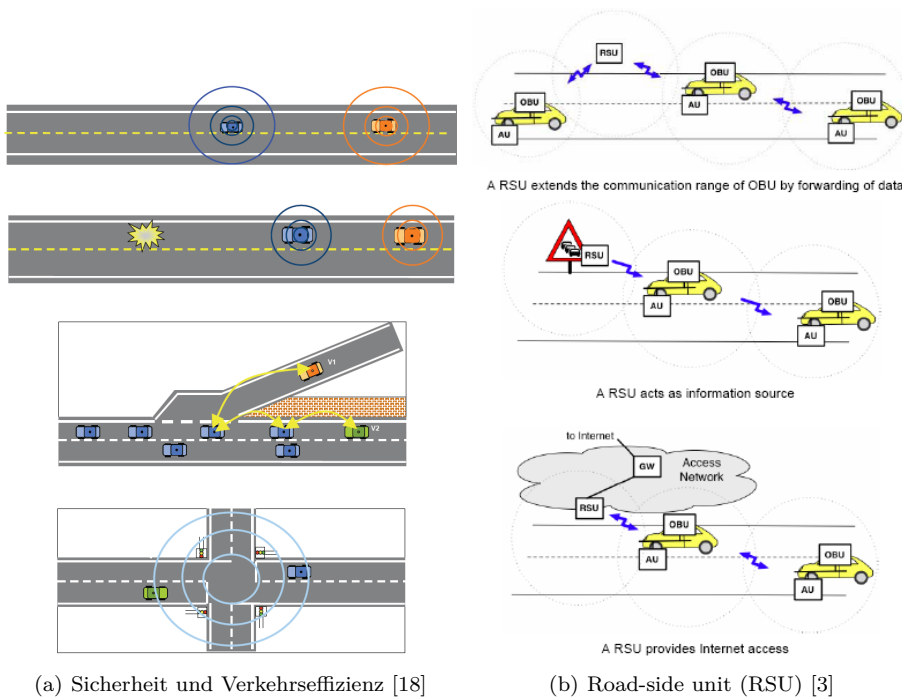 V1
V2
(a) Sicherheit und Verkehrseffizienz [18]
RSU
OBU
OBU
OBU
AU
AU
AU
A RSU extends the communication range of OBU by forwarding of data
RSU
OBU
OBU
AU
AU
A RSU acts as information source
to Internet
GW
Access
Network
RSU
OBU
OBU
AU
AU
A RSU provides Internet access
(b) Road-side unit (RSU) [3]